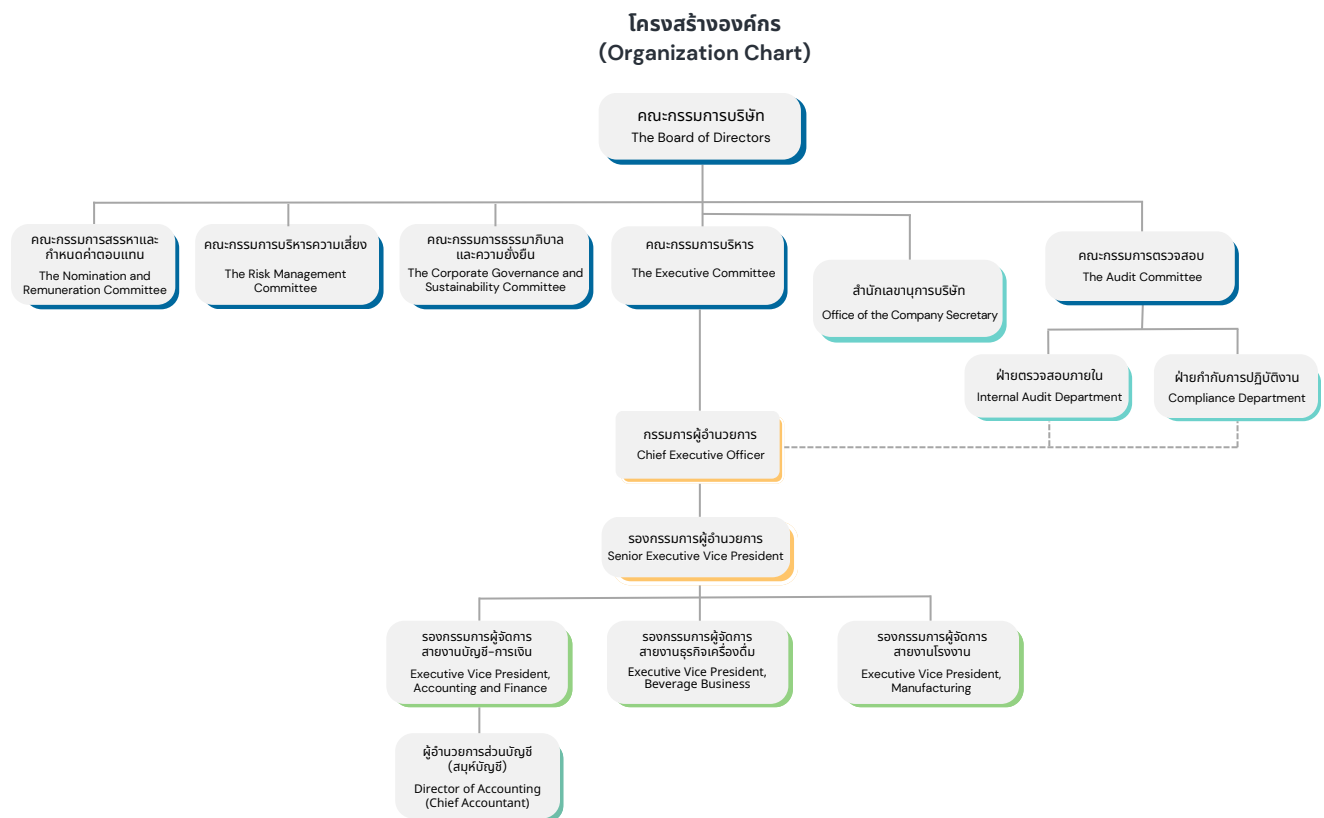 โครงสร้างองค์กร
(Organization Chart)
คณะกรรมการบริษัท
The Board of Directors
คณะกรรมการสรรหาและ
กำหนดค่าตอบแทน
The Nomination and
Remuneration Committee
คณะกรรมการบริหารความเสี่ยง
The Risk Management
Committee
คณะกรรมการธรรมาภิบาล
และความยั่งยืน
The Corporate Governance and
Sustainability Committee
คณะกรรมการบริหาร
The Executive Committee
สำนักเลขานุการบริษัท
Office of the Company Secretary
คณะกรรมการตรวจสอบ
The Audit Committee
ฝ่ายตรวจสอบภายใน
Internal Audit Department
ฝ่ายกำกับการปฏิบัติงาน
Compliance Department
กรรมการผู้อำนวยการ
Chief Executive Officer
รองกรรมการผู้อำนวยการ
Senior Executive Vice President
รองกรรมการผู้จัดการ
สายงานบัญชี-การเงิน
Executive Vice President,
Accounting and Finance
รองกรรมการผู้จัดการ
สายงานธุรกิจเครื่องดื่ม
Executive Vice President,
Beverage Business
รองกรรมการผู้จัดการ
สายงานโรงงาน
Executive Vice President,
Manufacturing
ผู้อำนวยการส่วนบัญชี
(สมุห์บัญชี)
Director of Accounting
(Chief Accountant)